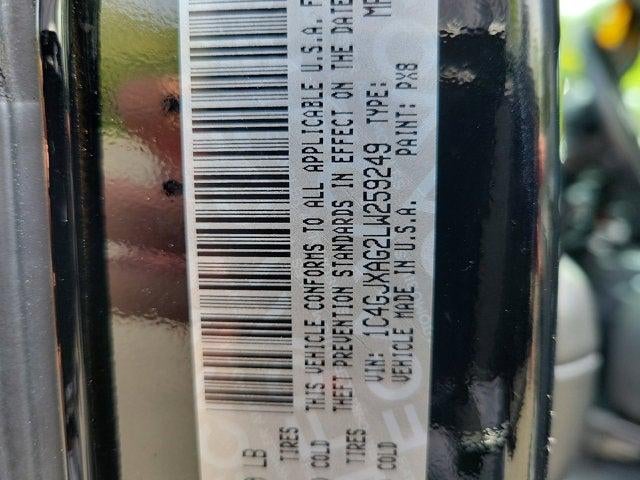 LB
TIRES
COLD
THIS VEHICLE CONFORMS TO ALL APPLICABLE U.S.A. F
THEFT PREVENTION STANDARDS IN EFFECT ON THE DATE
TIRES
COLD
VIN: 1C4GJXAG2LW259249 TYPE:
VEHICLE MADE IN U.S.A. PAINT: PX8